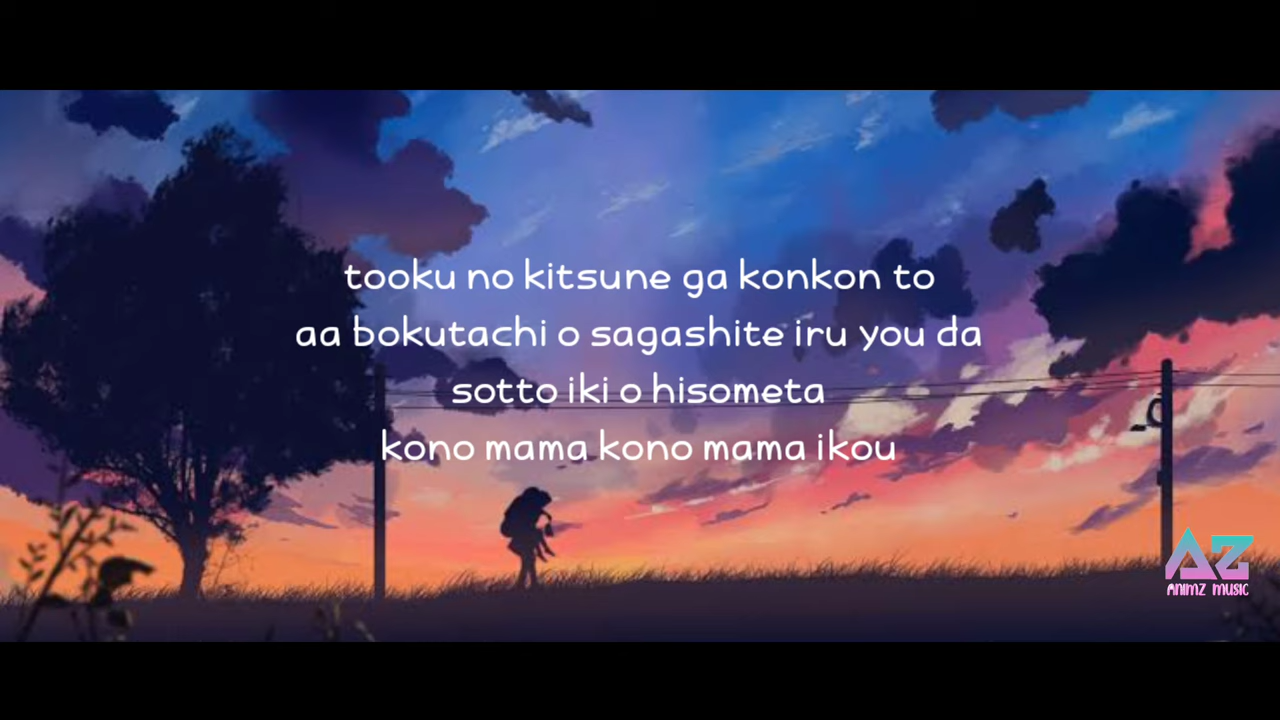 tooku no kitsune ga konkon to
aa bokutachi o sagashite iru you da
sotto iki o hisometa
kono mama kono mama ikou
AZ
ANIMZ MUSIC